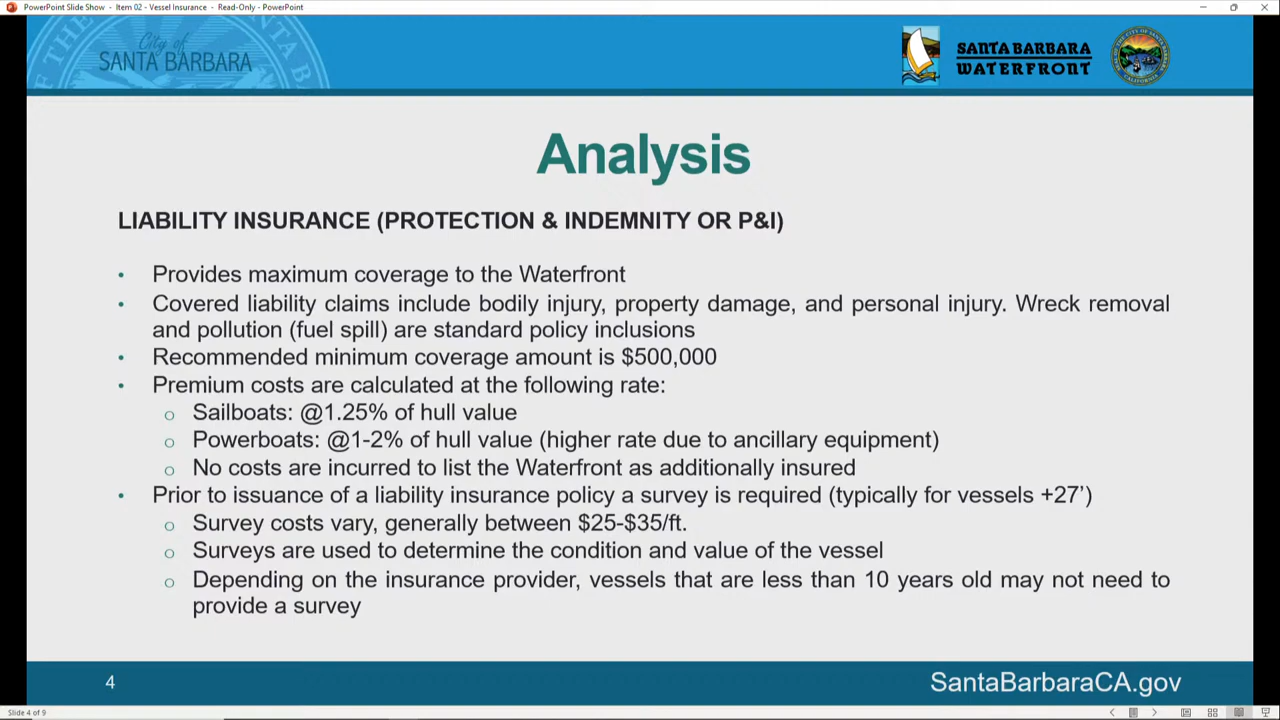 PowerPoint Slide Show - Item 02 - Vessel Insurance - Read-Only - PowerPoint
City of
SANTA BARBARA
SANTA BARBARA
WATERFRONT
Analysis
LIABILITY INSURANCE (PROTECTION & INDEMNITY OR P&I)
• Provides maximum coverage to the Waterfront
• Covered liability claims include bodily injury, property damage, and personal injury. Wreck removal
and pollution (fuel spill) are standard policy inclusions
• Recommended minimum coverage amount is $500,000
• Premium costs are calculated at the following rate:
o Sailboats: @1.25% of hull value
o Powerboats: @1-2% of hull value (higher rate due to ancillary equipment)
o No costs are incurred to list the Waterfront as additionally insured
• Prior to issuance of a liability insurance policy a survey is required (typically for vessels +27’)
o Survey costs vary, generally between $25-$35/ft.
o Surveys are used to determine the condition and value of the vessel
o Depending on the insurance provider, vessels that are less than 10 years old may not need to
provide a survey
4
SantaBarbaraCA.gov
Slide 4 of 9